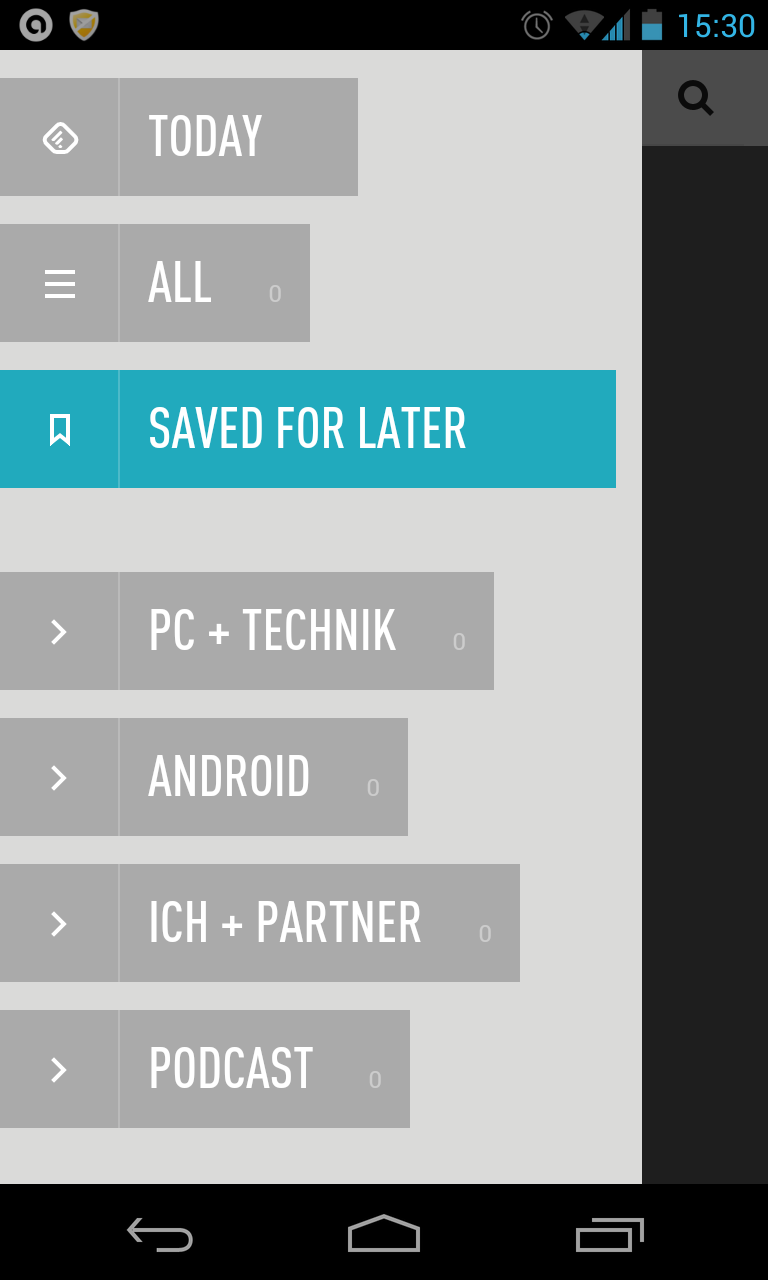 15:30
TODAY
ALL 0
SAVED FOR LATER
PC + TECHNIK 0
ANDROID 0
ICH + PARTNER 0
PODCAST 0